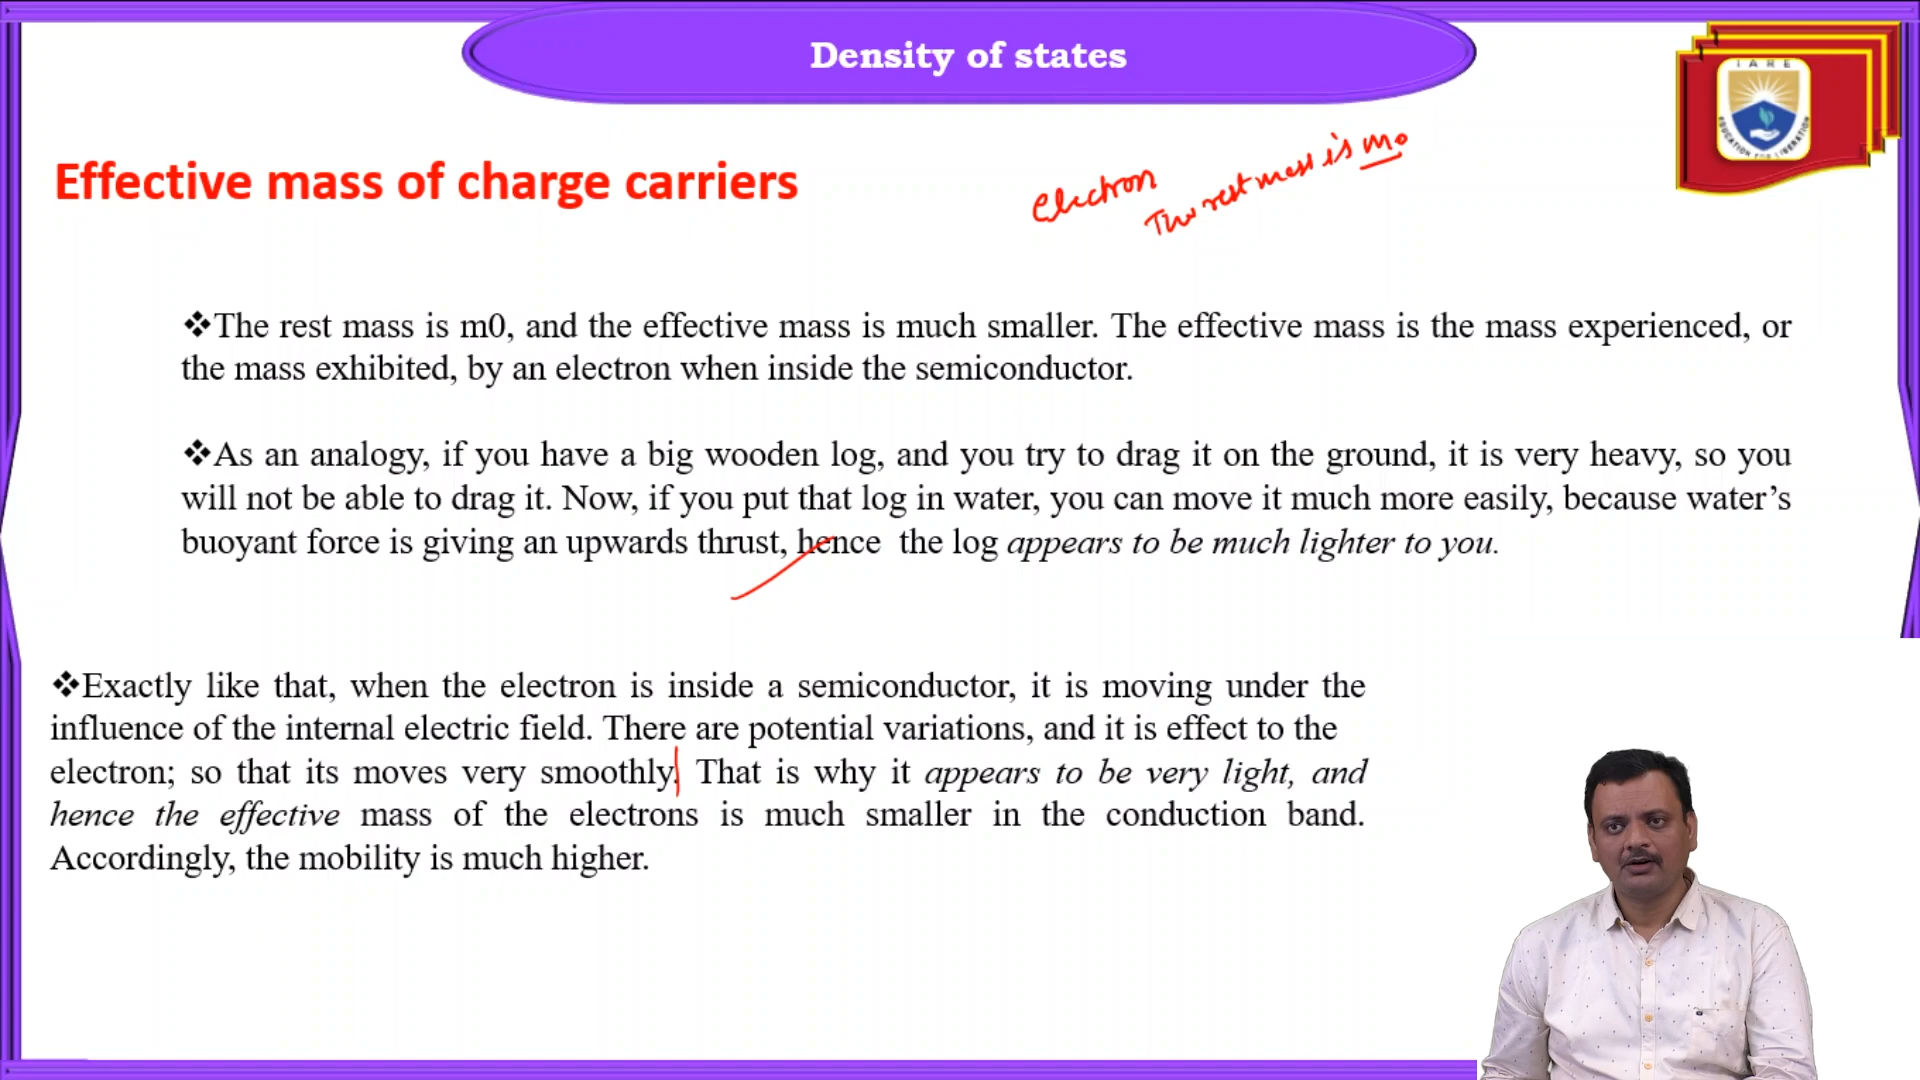 Density of states
IARE
EDUCATION FOR LIBERATION
Effective mass of charge carriers
electron
The rest mass is m0
❖The rest mass is m0, and the effective mass is much smaller. The effective mass is the mass experienced, or
the mass exhibited, by an electron when inside the semiconductor.
❖As an analogy, if you have a big wooden log, and you try to drag it on the ground, it is very heavy, so you
will not be able to drag it. Now, if you put that log in water, you can move it much more easily, because water’s
buoyant force is giving an upwards thrust, hence the log appears to be much lighter to you.
❖Exactly like that, when the electron is inside a semiconductor, it is moving under the
influence of the internal electric field. There are potential variations, and it is effect to the
electron; so that its moves very smoothly. That is why it appears to be very light, and
hence the effective mass of the electrons is much smaller in the conduction band.
Accordingly, the mobility is much higher.